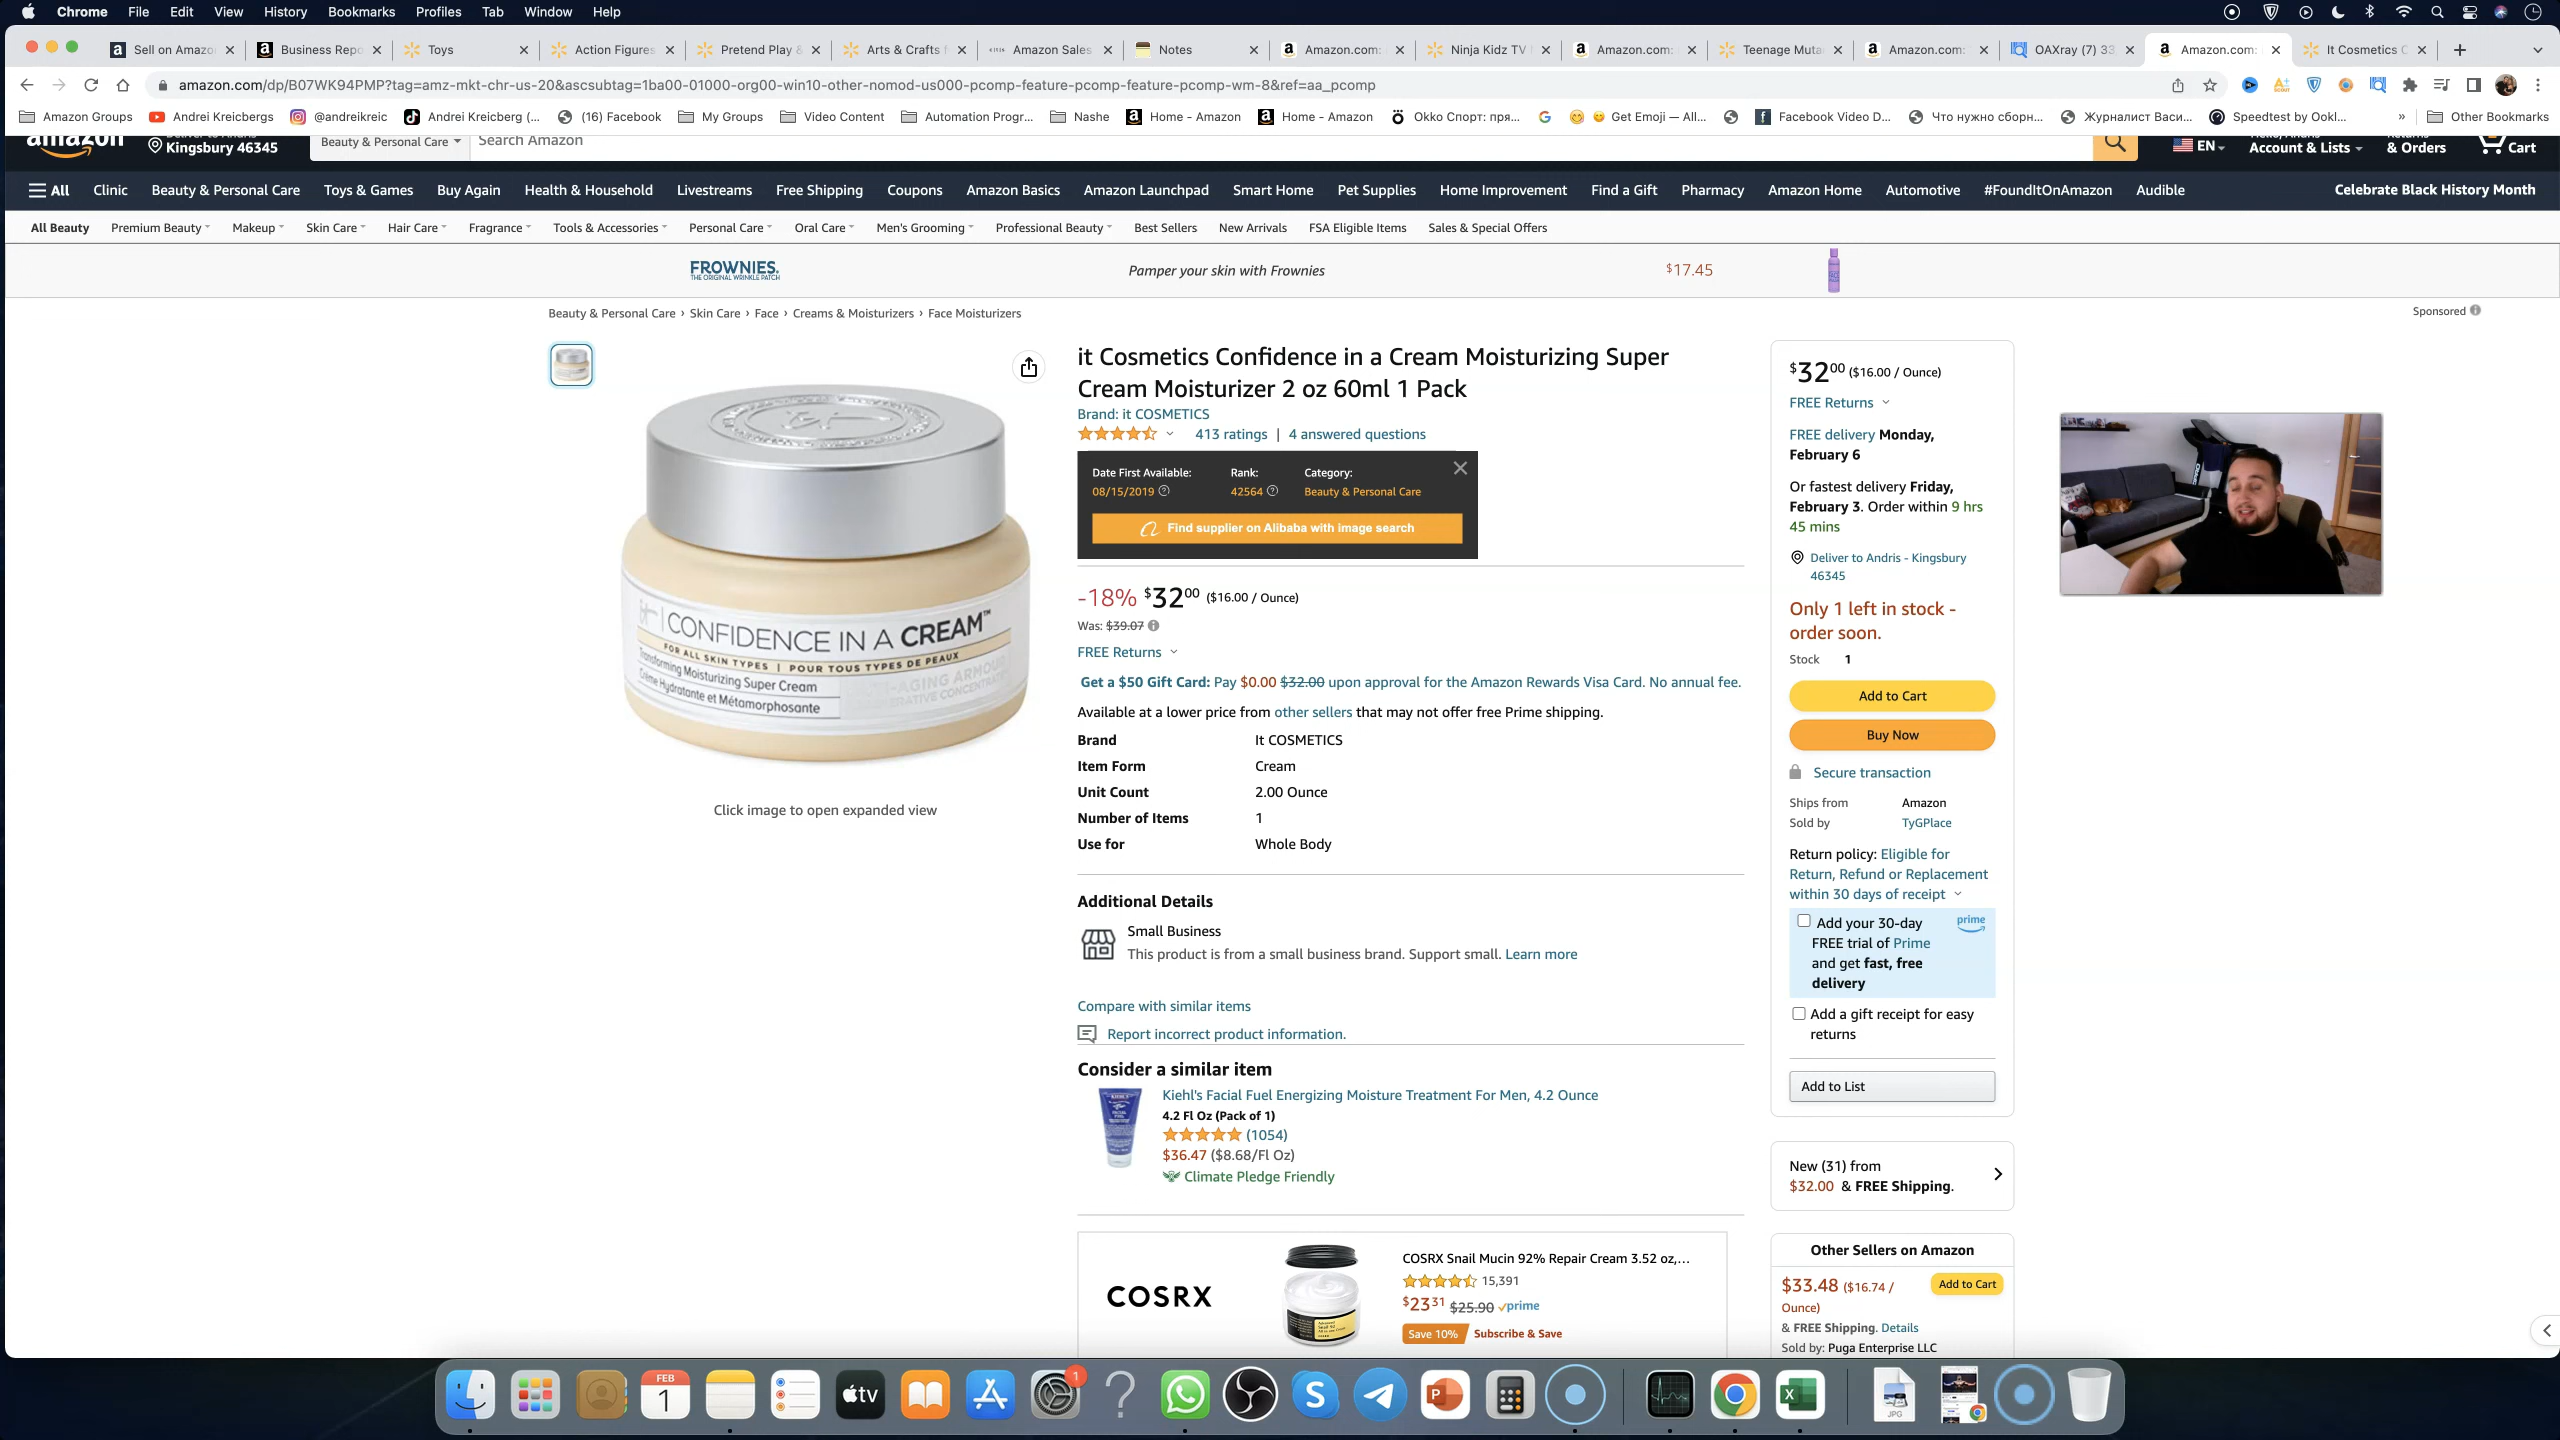 Chrome File Edit View History Bookmarks Profiles Tab Window Help
Sell on Amazo Business Repo Toys Action Figures Pretend Play & Arts & Crafts f Amazon Sales Notes Amazon.com: Ninja Kidz TV Amazon.com: Teenage Muta Amazon.com: OAXray (7) 33 Amazon.com: It Cosmetics C
amazon.com/dp/B07WK94PMP?tag=amz-mkt-chr-us-20&ascsubtag=1ba00-01000-org00-win10-other-nomod-us000-pcomp-feature-pcomp-feature-pcomp-wm-8&ref=aa_pcomp
Amazon Groups Andrei Kreicbergs @andreikreic Andrei Kreicberg (... (16) Facebook My Groups Video Content Automation Progr... Nashe Home - Amazon Home - Amazon Okko Спорт: пря... Get Emoji — All... Facebook Video D... Что нужно сборн... Журналист Васи... Speedtest by Ookl... » Other Bookmarks
amazon Kingsbury 46345 Beauty & Personal Care Search Amazon EN Account & Lists & Orders Cart
All Clinic Beauty & Personal Care Toys & Games Buy Again Health & Household Livestreams Free Shipping Coupons Amazon Basics Amazon Launchpad Smart Home Pet Supplies Home Improvement Find a Gift Pharmacy Amazon Home Automotive #FoundItOnAmazon Audible Celebrate Black History Month
All Beauty Premium Beauty Makeup Skin Care Hair Care Fragrance Tools & Accessories Personal Care Oral Care Men's Grooming Professional Beauty Best Sellers New Arrivals FSA Eligible Items Sales & Special Offers
FROWNIES. Pamper your skin with Frownies $17.45
THE ORIGINAL WRINKLE PATCH
Beauty & Personal Care › Skin Care › Face › Creams & Moisturizers › Face Moisturizers
Sponsored
CONFIDENCE IN A CREAM™
FOR ALL SKIN TYPES | POUR TOUS TYPES DE PEAUX
Transforming Moisturizing Super Cream
Crème Hydratante et Métamorphosante
Click image to open expanded view
it Cosmetics Confidence in a Cream Moisturizing Super
Cream Moisturizer 2 oz 60ml 1 Pack
Brand: it COSMETICS
413 ratings | 4 answered questions
Date First Available: Rank: Category:
08/15/2019 42564 Beauty & Personal Care
Find supplier on Alibaba with image search
-18% $3200 ($16.00 / Ounce)
Was: $39.07
FREE Returns
Get a $50 Gift Card: Pay $0.00 $32.00 upon approval for the Amazon Rewards Visa Card. No annual fee.
Available at a lower price from other sellers that may not offer free Prime shipping.
Brand It COSMETICS
Item Form Cream
Unit Count 2.00 Ounce
Number of Items 1
Use for Whole Body
Additional Details
Small Business
This product is from a small business brand. Support small. Learn more
Compare with similar items
Report incorrect product information.
Consider a similar item
Kiehl's Facial Fuel Energizing Moisture Treatment For Men, 4.2 Ounce
4.2 Fl Oz (Pack of 1)
(1054)
$36.47 ($8.68/Fl Oz)
Climate Pledge Friendly
COSRX
COSRX Snail Mucin 92% Repair Cream 3.52 oz,...
15,391
$2331 $25.90 prime
Save 10% Subscribe & Save
$3200 ($16.00 / Ounce)
FREE Returns
FREE delivery Monday,
February 6
Or fastest delivery Friday,
February 3. Order within 9 hrs
45 mins
Deliver to Andris - Kingsbury
46345
Only 1 left in stock -
order soon.
Stock 1
Add to Cart
Buy Now
Secure transaction
Ships from Amazon
Sold by TyGPlace
Return policy: Eligible for
Return, Refund or Replacement
within 30 days of receipt
Add your 30-day prime
FREE trial of Prime
and get fast, free
delivery
Add a gift receipt for easy
returns
Add to List
New (31) from
$32.00 & FREE Shipping.
Other Sellers on Amazon
$33.48 ($16.74 / Add to Cart
Ounce)
& FREE Shipping. Details
Sold by: Puga Enterprise LLC
FEB
1
tv
1
JPG